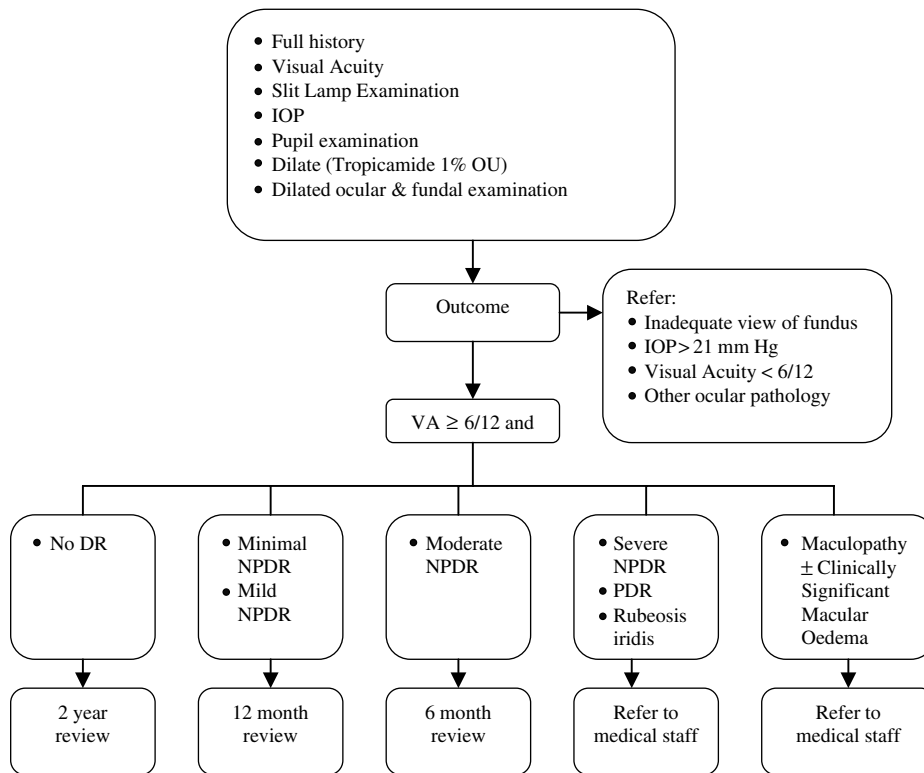 • Full history
• Visual Acuity
• Slit Lamp Examination
• IOP
• Pupil examination
• Dilate (Tropicamide 1% OU)
• Dilated ocular & fundal examination
Outcome
Refer:
• Inadequate view of fundus
• IOP> 21 mm Hg
• Visual Acuity < 6/12
• Other ocular pathology
VA ≥ 6/12 and
• No DR
• Minimal
NPDR
• Mild
NPDR
• Moderate
NPDR
• Severe
NPDR
• PDR
• Rubeosis
iridis
• Maculopathy
± Clinically
Significant
Macular
Oedema
2 year
review
12 month
review
6 month
review
Refer to
medical staff
Refer to
medical staff